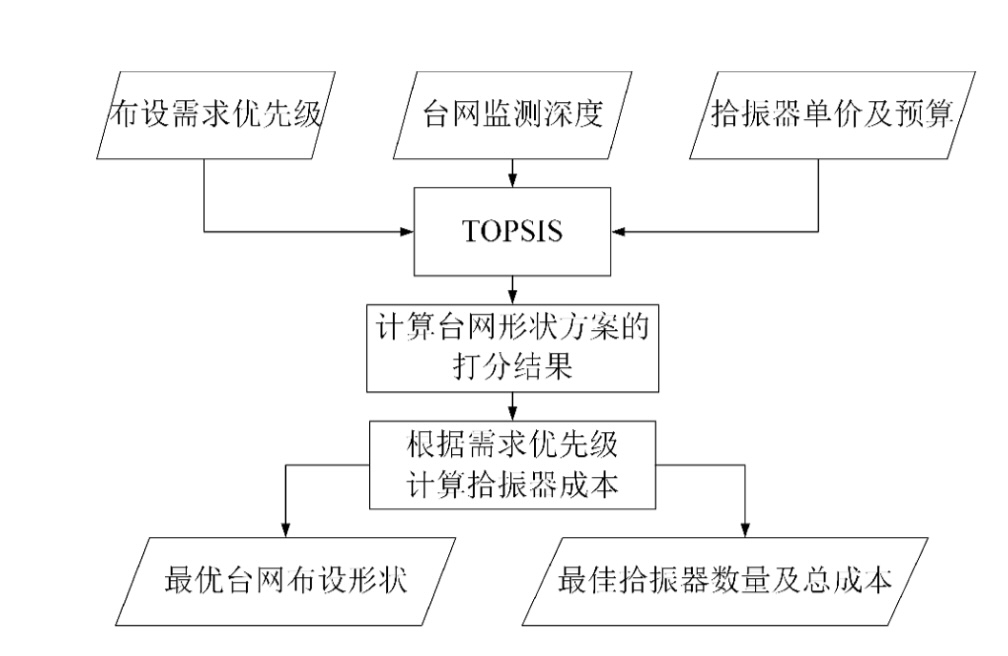 布设需求优先级
台网监测深度
拾振器单价及预算
TOPSIS
计算台网形状方案的
打分结果
根据需求优先级
计算拾振器成本
最优台网布设形状
最佳拾振器数量及总成本